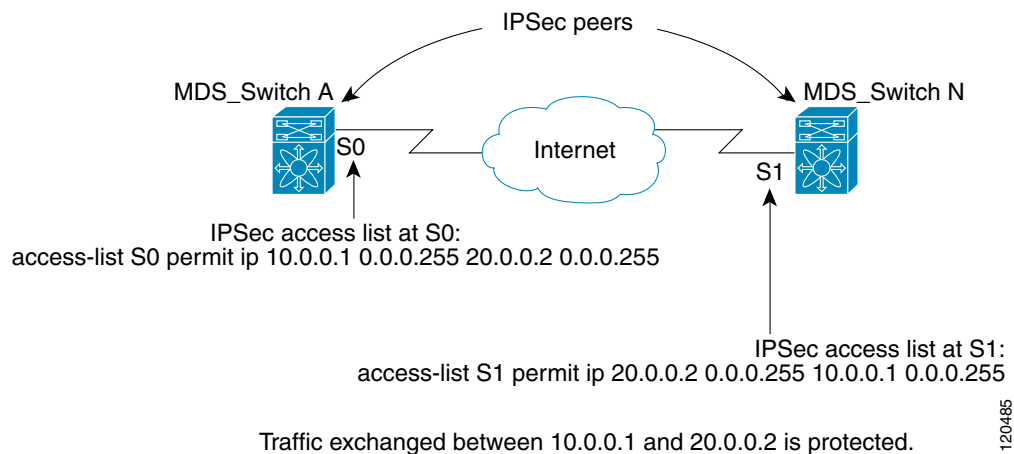 IPSec peers
MDS_Switch A
MDS_Switch N
Internet
S0
S1
IPSec access list at S0:
access-list S0 permit ip 10.0.0.1 0.0.0.255 20.0.0.2 0.0.0.255
IPSec access list at S1:
access-list S1 permit ip 20.0.0.2 0.0.0.255 10.0.0.1 0.0.0.255
120485
Traffic exchanged between 10.0.0.1 and 20.0.0.2 is protected.